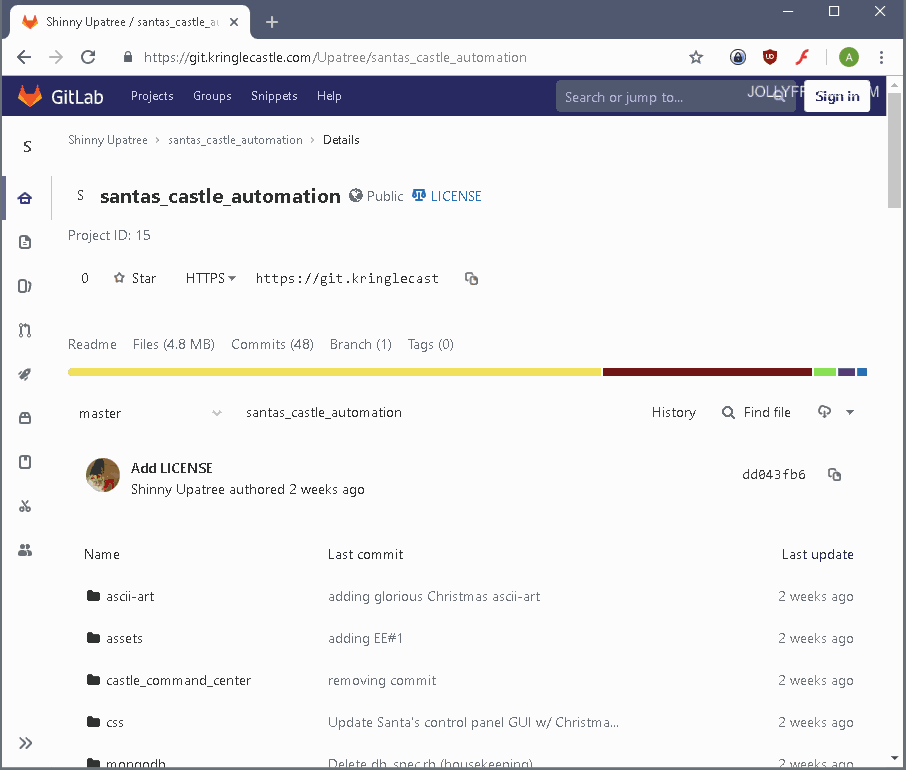 Shinny Upatree / santas_castle_au
https://git.kringlecastle.com/Upatree/santas_castle_automation
A
GitLab Projects Groups Snippets Help Search or jump to... Sign in
S
Shinny Upatree > santas_castle_automation > Details
S santas_castle_automation Public LICENSE
Project ID: 15
0 Star HTTPS https://git.kringlecast
Readme Files (4.8 MB) Commits (48) Branch (1) Tags (0)
master santas_castle_automation History Find file
Add LICENSE
Shinny Upatree authored 2 weeks ago
dd043fb6
Name Last commit Last update
ascii-art adding glorious Christmas ascii-art 2 weeks ago
assets adding EE#1 2 weeks ago
castle_command_center removing commit 2 weeks ago
css Update Santa's control panel GUI w/ Christma... 2 weeks ago
mongodb Delete db_spec.rb (housekeeping) 2 weeks ago